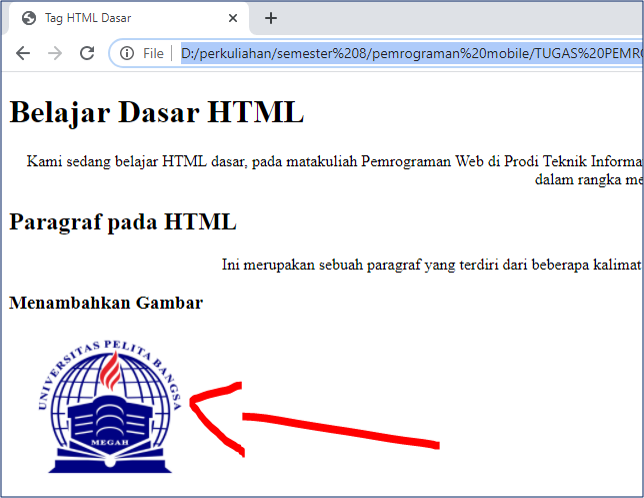 Tag HTML Dasar
File D:/perkuliahan/semester%208/pemrograman%20mobile/TUGAS%20PEMR
Belajar Dasar HTML
Kami sedang belajar HTML dasar, pada matakuliah Pemrograman Web di Prodi Teknik Informa
dalam rangka me
Paragraf pada HTML
Ini merupakan sebuah paragraf yang terdiri dari beberapa kalimat
Menambahkan Gambar
UNIVERSITAS PELITA BANGSA
MEGAH